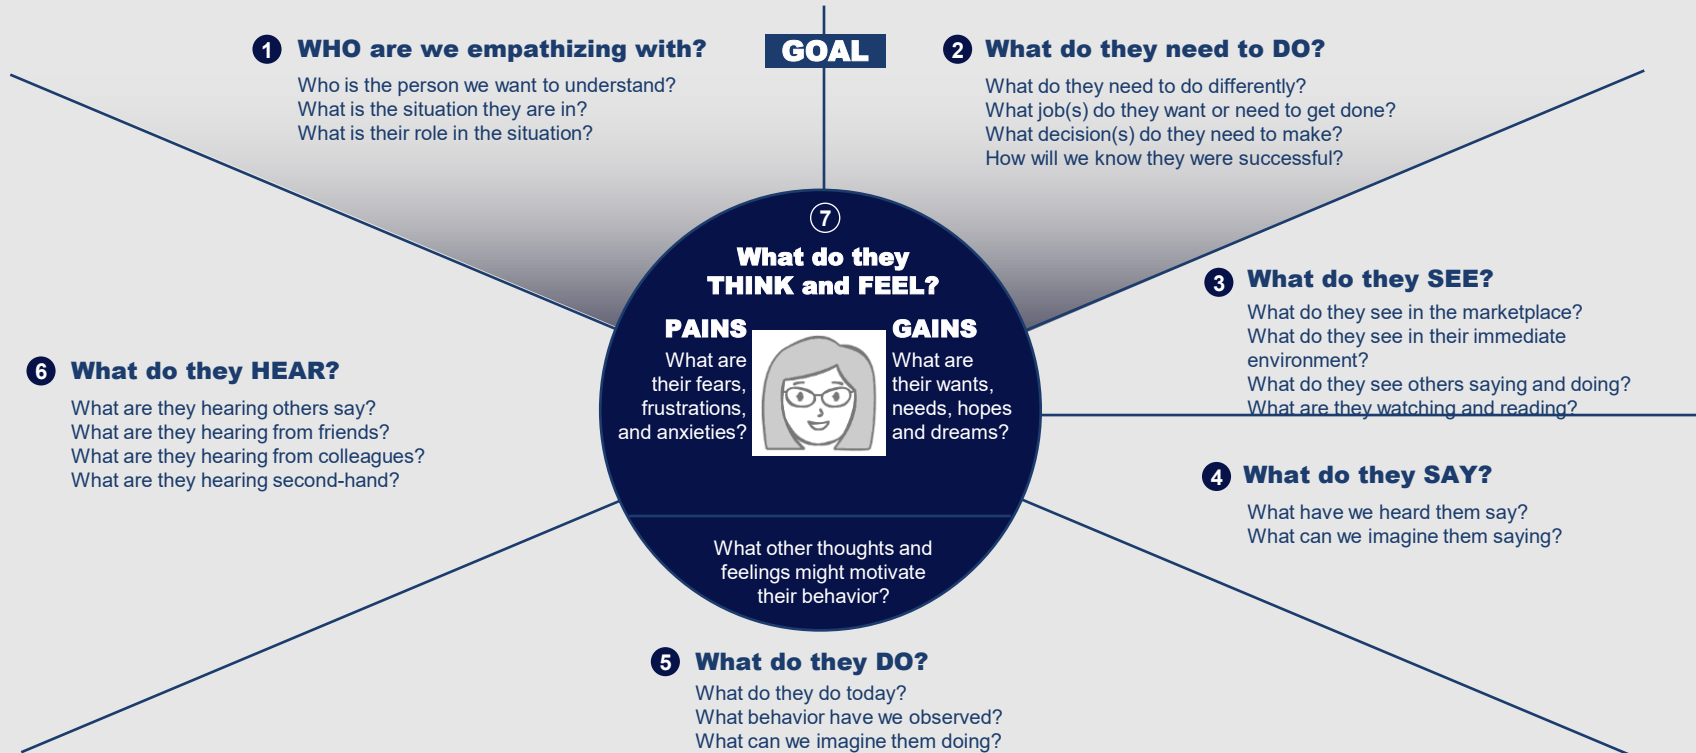 1 WHO are we empathizing with?
Who is the person we want to understand?
What is the situation they are in?
What is their role in the situation?
GOAL
2 What do they need to DO?
What do they need to do differently?
What job(s) do they want or need to get done?
What decision(s) do they need to make?
How will we know they were successful?
3 What do they SEE?
What do they see in the marketplace?
What do they see in their immediate
environment?
What do they see others saying and doing?
What are they watching and reading?
4 What do they SAY?
What have we heard them say?
What can we imagine them saying?
5 What do they DO?
What do they do today?
What behavior have we observed?
What can we imagine them doing?
6 What do they HEAR?
What are they hearing others say?
What are they hearing from friends?
What are they hearing from colleagues?
What are they hearing second-hand?
7
What do they
THINK and FEEL?
PAINS
What are
their fears,
frustrations,
and anxieties?
GAINS
What are
their wants,
needs, hopes
and dreams?
What other thoughts and
feelings might motivate
their behavior?